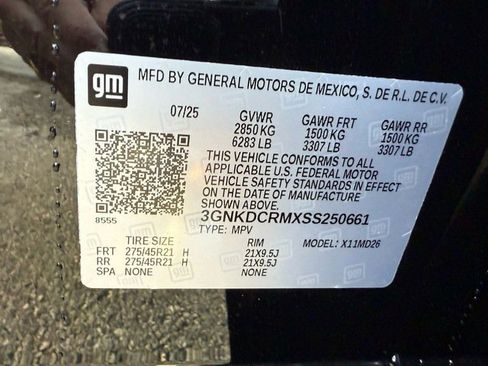 gm
MFD BY GENERAL MOTORS DE MEXICO, S. DE R.L. DE C.V.
07/25 GVWR GAWR FRT GAWR RR
2850 KG 1500 KG 1500 KG
6283 LB 3307 LB 3307 LB
THIS VEHICLE CONFORMS TO ALL
APPLICABLE U.S. FEDERAL MOTOR
VEHICLE SAFETY STANDARDS IN EFFECT
ON THE DATE OF MANUFACTURE
SHOWN ABOVE.
8555 3GNKDCRMXSS250661
TYPE: MPV MODEL: X11MD26
TIRE SIZE RIM
FRT 275/45R21 H 21X9.5J
RR 275/45R21 H 21X9.5J
SPA NONE NONE